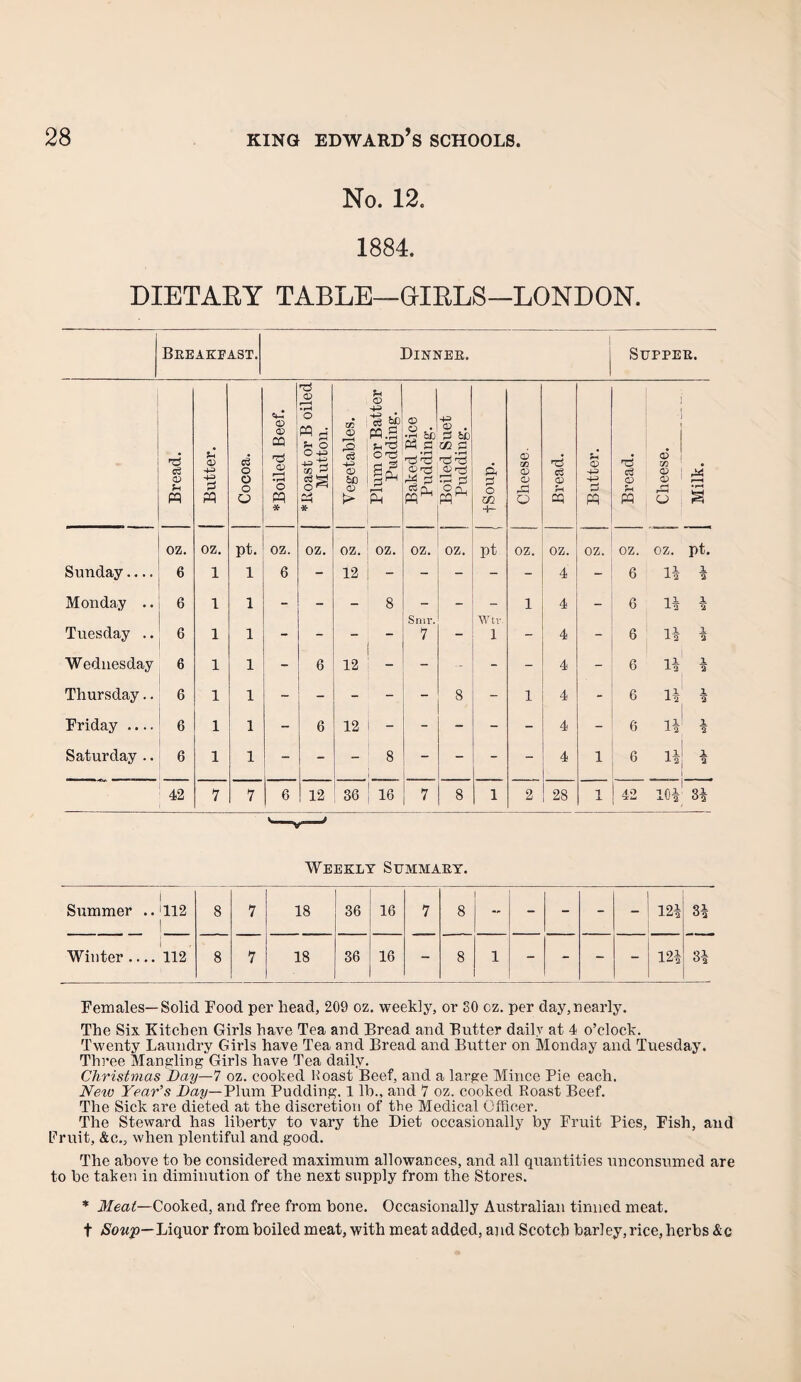 28 KING EDWARD’S SCHOOLS.
No. 12.
1884.
DIETARY TABLE—GIRLS—LONDON.
BREAKFAST. DINNER. SUPPER.
Bread. Butter. Cocoa. *Boiled Beef. *Roast or Boiled Mutton. Vegetables. Plum or Batter Pudding. Baked Rice Pudding. Boiled Suet Pudding. †Soup. Cheese. Bread. Butter. Bread. Cheese. Milk.
oz. oz. pt. oz. oz. oz. oz. oz. oz. pt oz. oz. oz. oz. oz. pt.
Sunday.... 6 1 1 6 - 12 - - - - - 4 - 6 1½ ½
Monday .. 6 1 1 - - - 8 - - - 1 4 - 6 1½ ½
Smr. Wtr.
Tuesday .. 6 1 1 - - - - 7 - 1 - 4 - 6 1½ ½
Wednesday 6 1 1 - 6 12 - - - - - 4 - 6 1½ ½
Thursday.. 6 1 1 - - - - - 8 - 1 4 - 6 1½ ½
Friday .... 6 1 1 - 6 12 - - - - - 4 - 6 1½ ½
Saturday .. 6 1 1 - - - 8 - - - - 4 1 6 1½ ½
42 7 7 6 12 36 16 7 8 1 2 28 1 42 10½ 3½
WEEKLY SUMMARY.
Summer .. 112 8 7 18 36 16 7 8 - - - - - 12½ 3½
Winter .... 112 8 7 18 36 16 - 8 1 - - - - 12½ 3½
Females—Solid Food per head, 209 oz. weekly, or 30 oz. per day, nearly.
The Six Kitchen Girls have Tea and Bread and Butter daily at 4 o’clock.
Twenty Laundry Girls have Tea and Bread and Butter on Monday and Tuesday.
Three Mangling Girls have Tea daily.
Christmas Day—7 oz. cooked Roast Beef, and a large Mince Pie each.
New Year’s Day—Plum Pudding, 1 lb., and 7 oz. cooked Roast Beef.
The Sick are dieted at the discretion of the Medical Officer.
The Steward has liberty to vary the Diet occasionally by Fruit Pies, Fish, and
Fruit, &c., when plentiful and good.
The above to be considered maximum allowances, and all quantities unconsumed are
to be taken in diminution of the next supply from the Stores.
* Meat—Cooked, and free from bone. Occasionally Australian tinned meat.
† Soup—Liquor from boiled meat, with meat added, and Scotch barley, rice, herbs &c